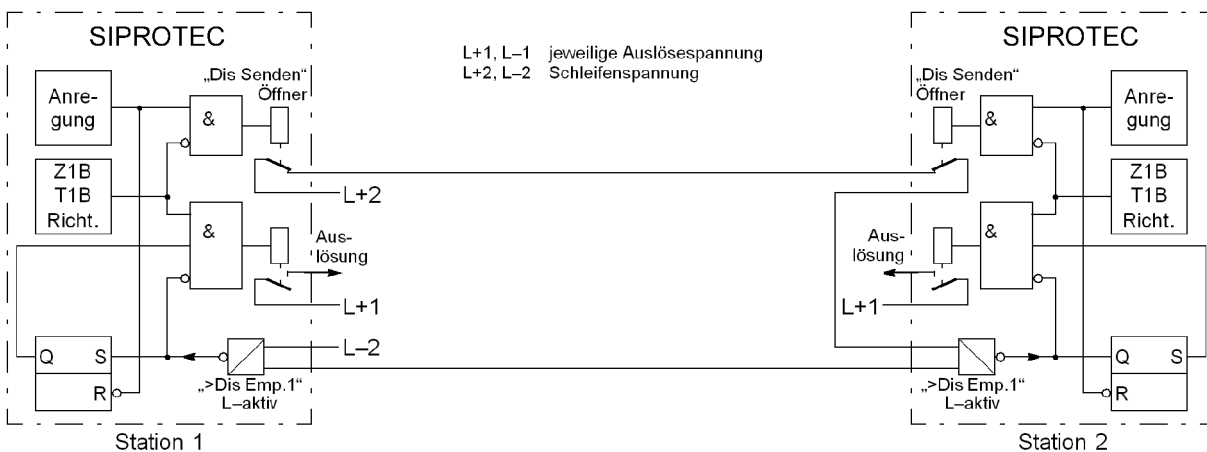 SIPROTEC
SIPROTEC
L+1, L–1 jeweilige Auslösespannung
L+2, L–2 Schleifenspannung
„Dis Senden“
Öffner
„Dis Senden“
Öffner
Anre-
gung
&
&
Anre-
gung
Z1B
T1B
Richt.
L+2
Z1B
T1B
Richt.
&
Aus-
lösung
L+1
Aus-
lösung
L+1
&
Q S
R
L–2
„>Dis Emp.1“
L–aktiv
„>Dis Emp.1“
L–aktiv
Q S
R
Station 1
Station 2